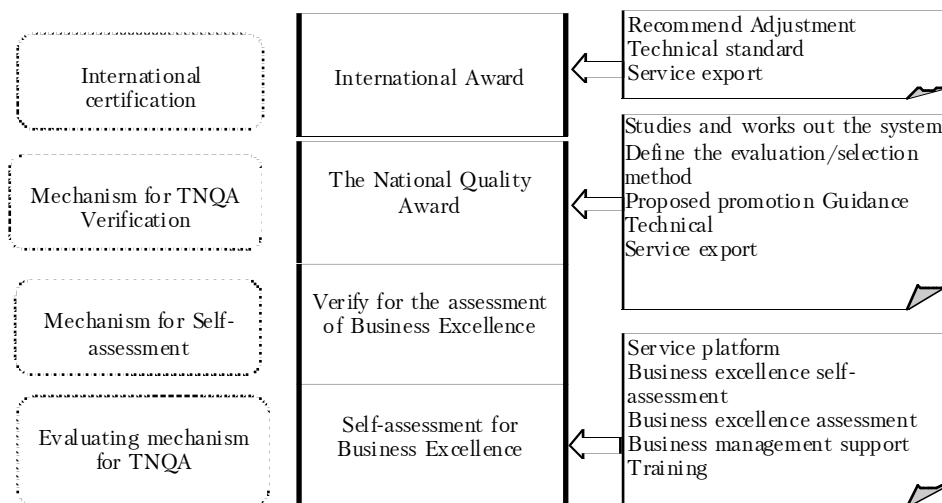 International
certification
Mechanism for TNQA
Verification
Mechanism for Self-
assessment
Evaluating mechanism
for TNQA
International Award
The National Quality
Award
Verify for the assessment
of Business Excellence
Self-assessment for
Business Excellence
Recommend Adjustment
Technical standard
Service export
Studies and works out the system
Define the evaluation/selection
method
Proposed promotion Guidance
Technical
Service export
Service platform
Business excellence self-
assessment
Business excellence assessment
Business management support
Training